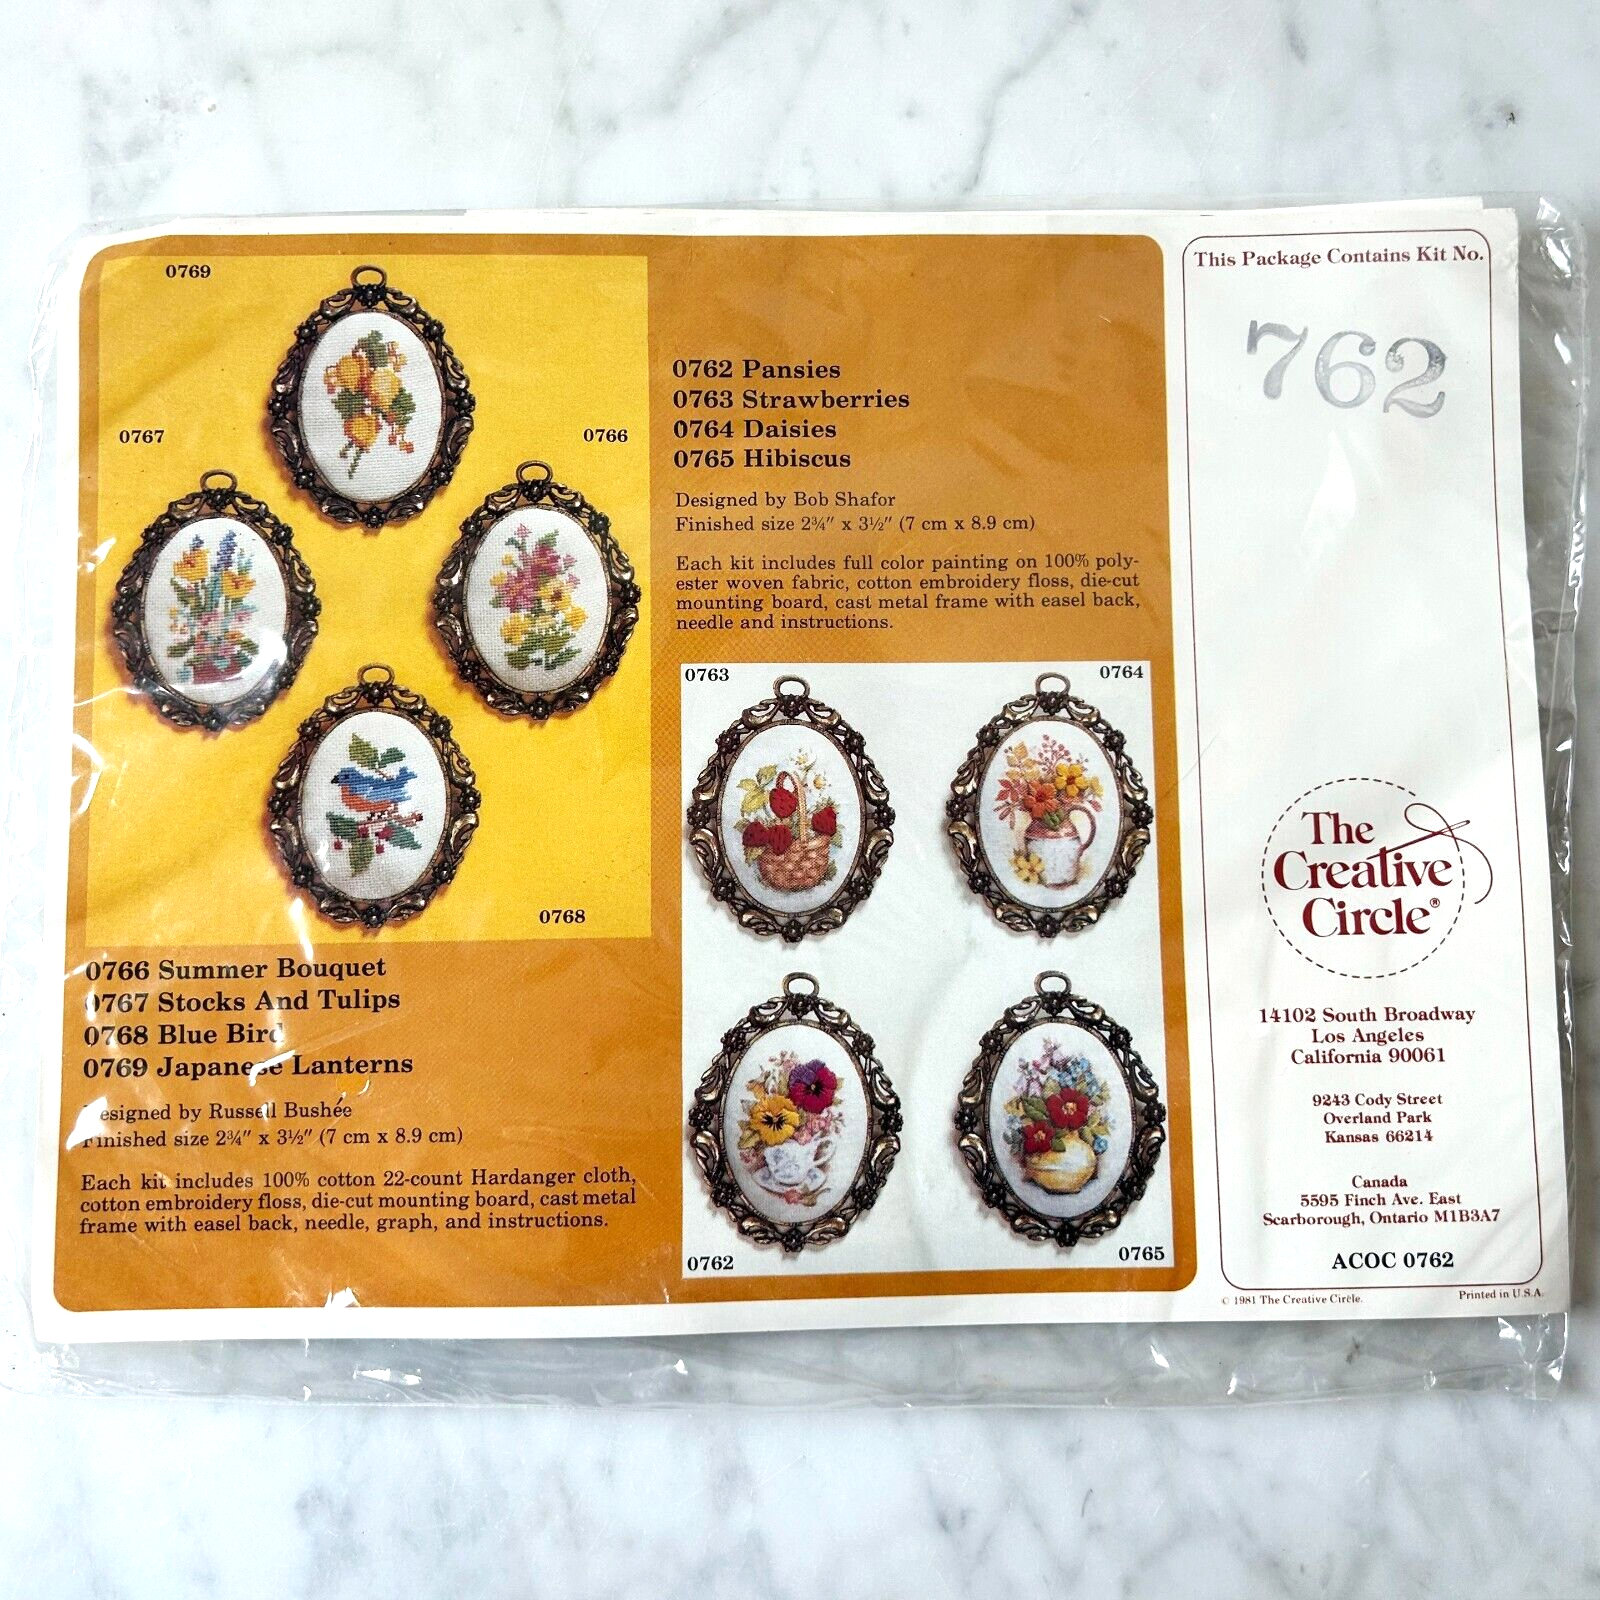 0769
0767
0766
0768
0766 Summer Bouquet
0767 Stocks And Tulips
0768 Blue Bird
0769 Japanese Lanterns
Designed by Russell Bushée
Finished size 2¾" x 3½" (7 cm x 8.9 cm)
Each kit includes 100% cotton 22-count Hardanger cloth,
cotton embroidery floss, die-cut mounting board, cast metal
frame with easel back, needle, graph, and instructions.
0762 Pansies
0763 Strawberries
0764 Daisies
0765 Hibiscus
Designed by Bob Shafor
Finished size 2¾" x 3½" (7 cm x 8.9 cm)
Each kit includes full color painting on 100% poly-
ester woven fabric, cotton embroidery floss, die-cut
mounting board, cast metal frame with easel back,
needle and instructions.
0763
0764
0762
0765
This Package Contains Kit No.
762
The
Creative
Circle®
14102 South Broadway
Los Angeles
California 90061
9243 Cody Street
Overland Park
Kansas 66214
Canada
5595 Finch Ave. East
Scarborough, Ontario M1B3A7
ACOC 0762
© 1981 The Creative Circle.
Printed in U.S.A.